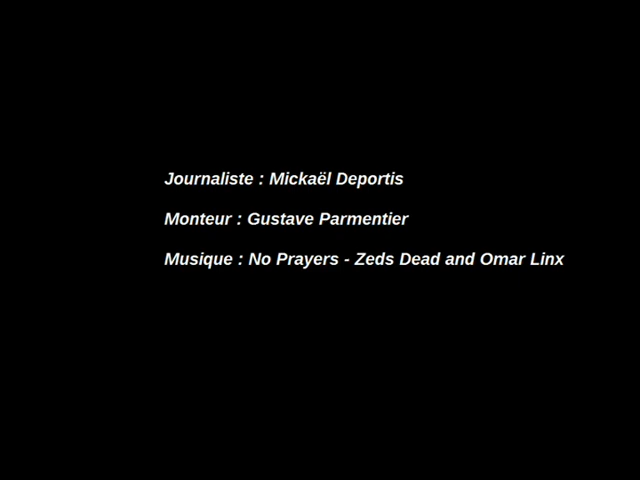 Journaliste : Mickaël Deportis
Monteur : Gustave Parmentier
Musique : No Prayers - Zeds Dead and Omar Linx